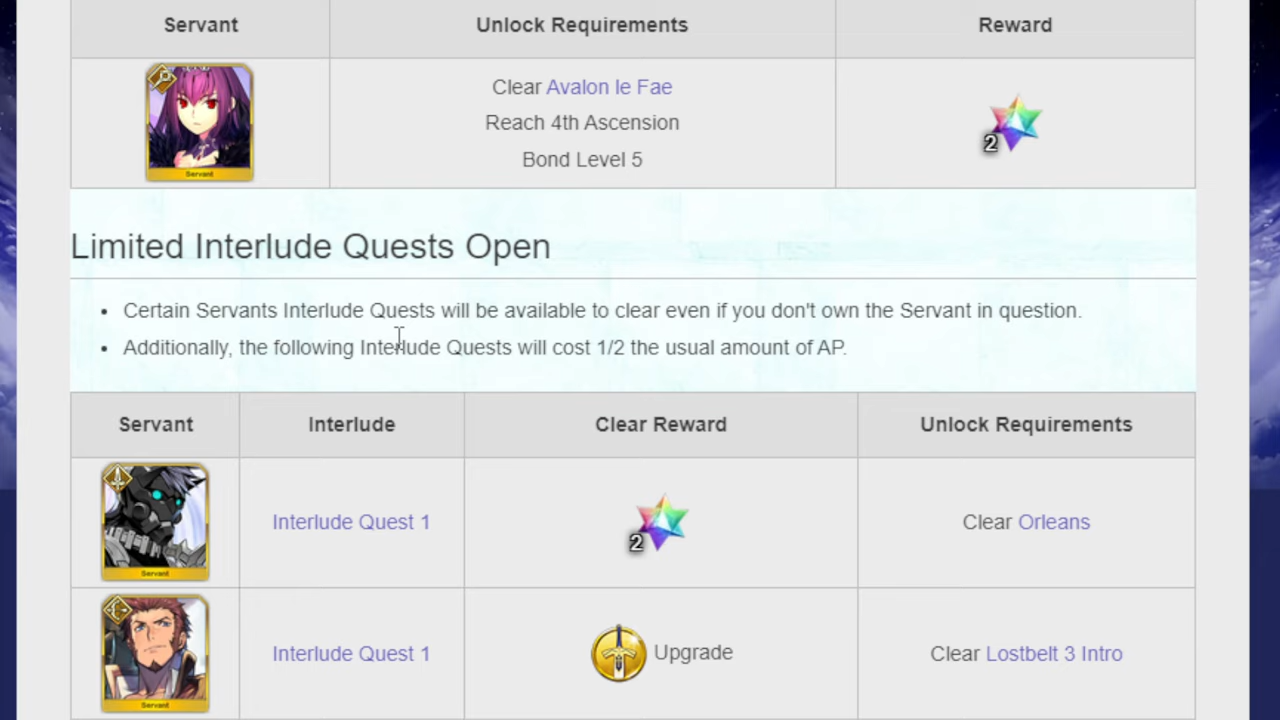 Servant
Unlock Requirements
Reward
Servant
Clear Avalon le Fae
Reach 4th Ascension
Bond Level 5
2
Limited Interlude Quests Open
Certain Servants Interlude Quests will be available to clear even if you don't own the Servant in question.
Additionally, the following Interlude Quests will cost 1/2 the usual amount of AP.
Servant
Interlude
Clear Reward
Unlock Requirements
Servant
Interlude Quest 1
2
Clear Orleans
Servant
Interlude Quest 1
Upgrade
Clear Lostbelt 3 Intro